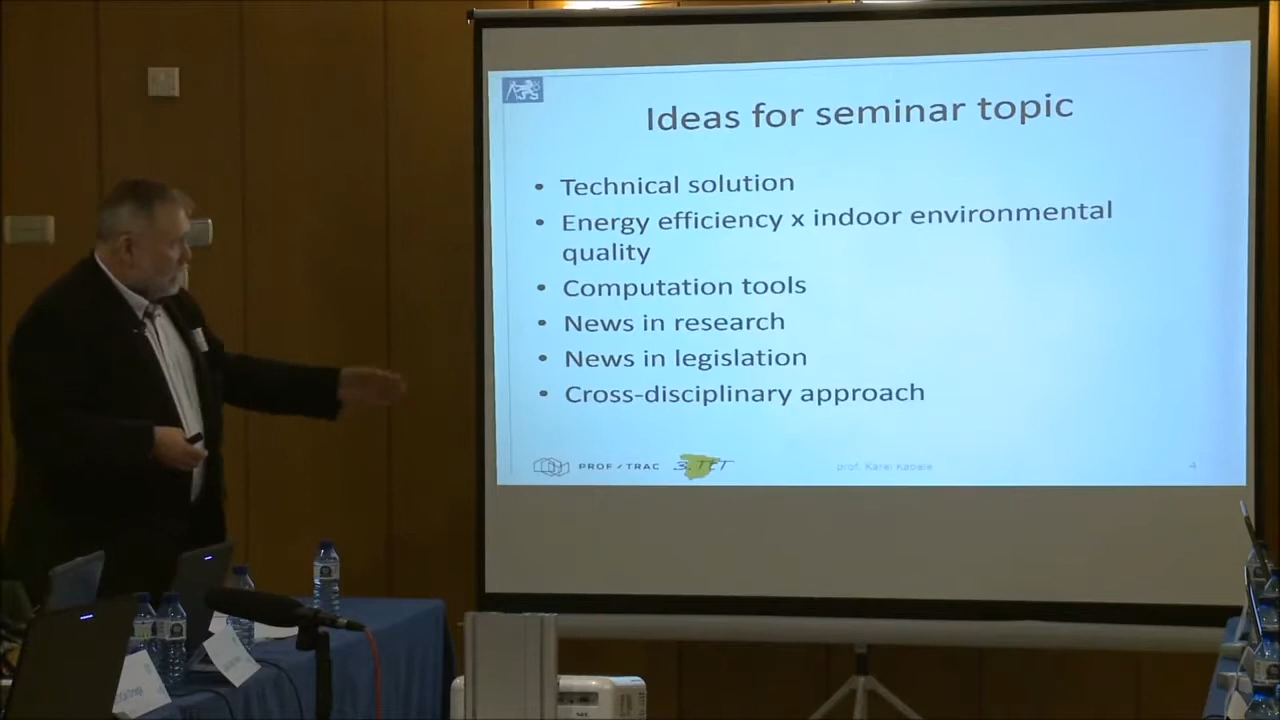 Ideas for seminar topic
• Technical solution
• Energy efficiency x indoor environmental
quality
• Computation tools
• News in research
• News in legislation
• Cross-disciplinary approach
PROF/TRAC
prof. Karel Kabele
4